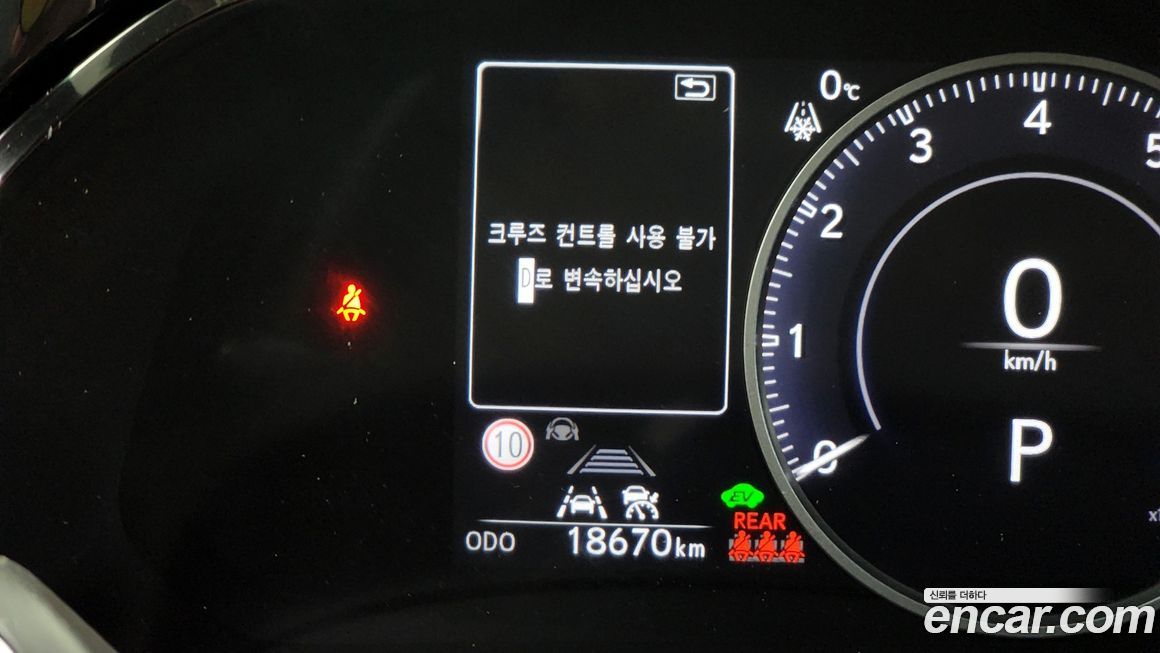 0℃
크루즈 컨트롤 사용 불가
D로 변속하십시오
10
ODO 18670km
EV
REAR
0
1
2
3
4
5
0
km/h
P
신뢰를 더하다
encar.com